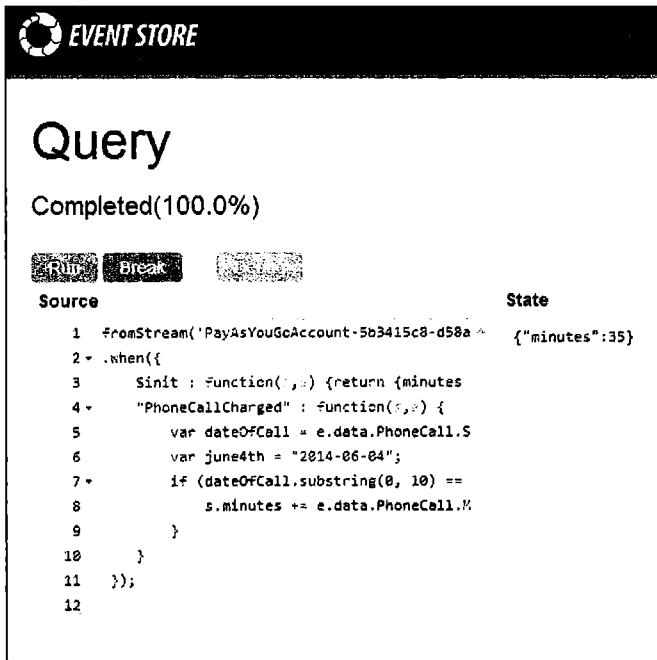 EVENT STORE
Query
Completed(100.0%)
Run Break
Source State
1 fromStream('PayAsYouGoAccount-5b3415c8-d58a {"minutes":35}
2 .when({
3 $init : function(s,e) {return {minutes
4 "PhoneCallCharged" : function(s,e) {
5 var dateOfCall = e.data.PhoneCall.S
6 var june4th = "2014-06-04";
7 if (dateOfCall.substring(0, 10) ==
8 s.minutes += e.data.PhoneCall.M
9 }
10 }
11 });
12